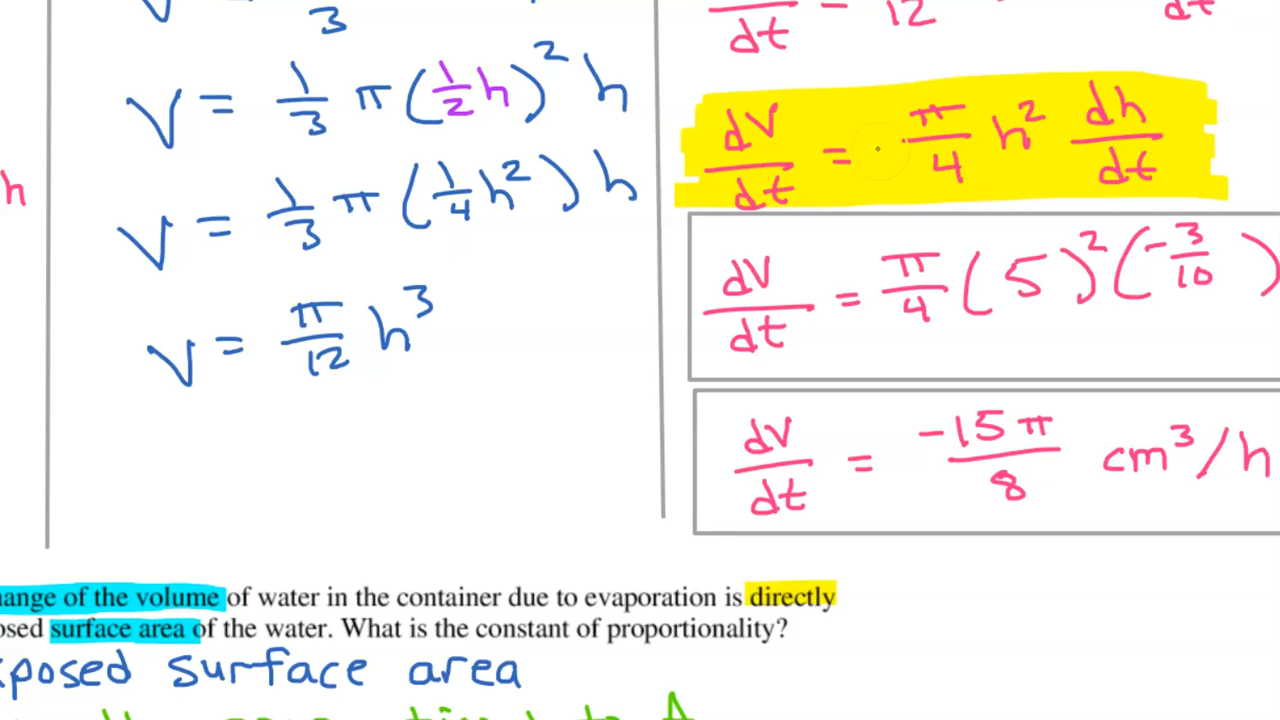 3
V = 1/3 π (1/2 h)² h
V = 1/3 π (1/4 h²) h
V = π/12 h³
h
dV/dt = π/4 h² dh/dt
dV/dt = π/4 (5)² (-3/10)
dV/dt = -15π/8 cm³/h
hange of the volume of water in the container due to evaporation is directly
osed surface area of the water. What is the constant of proportionality?
xposed surface area
to A